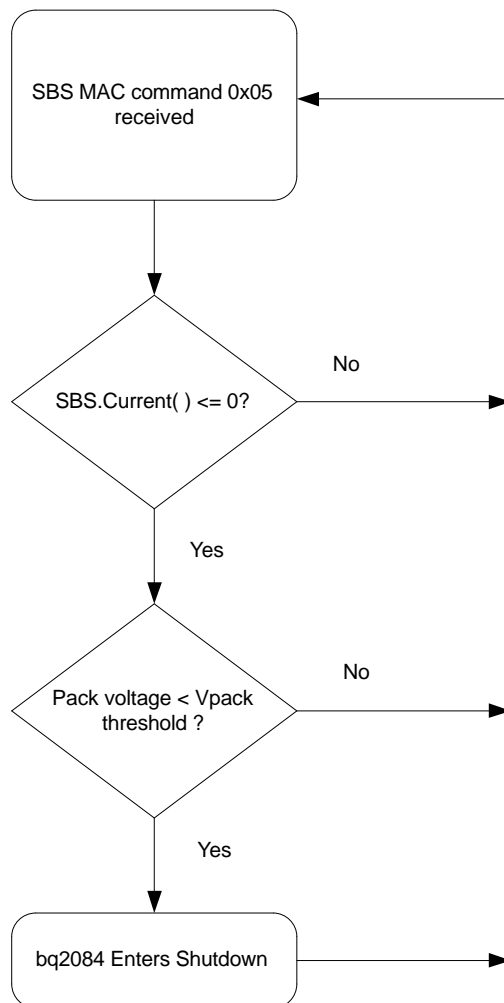 SBS MAC command 0x05
received
SBS.Current( ) <= 0?
No
Yes
Pack voltage < Vpack
threshold ?
No
Yes
bq2084 Enters Shutdown